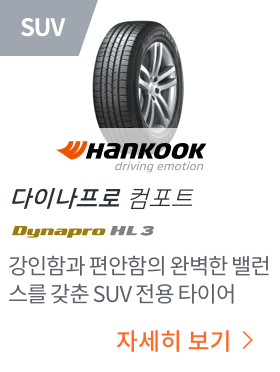 SUV
HANKOOK
driving emotion
다이나프로 컴포트
Dynapro HL3
강인함과 편안함의 완벽한 밸런
스를 갖춘 SUV 전용 타이어
자세히 보기 >